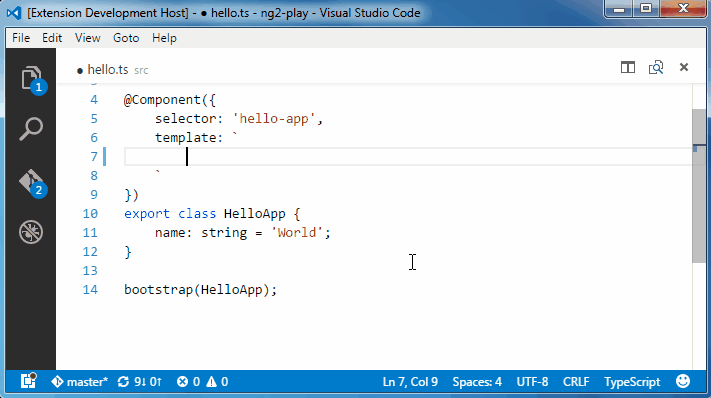 [Extension Development Host] - ● hello.ts - ng2-play - Visual Studio Code
File Edit View Goto Help
● hello.ts src
1
2
4 @Component({
5 selector: 'hello-app',
6 template: `
7
8 `
9 })
10 export class HelloApp {
11 name: string = 'World';
12 }
13
14 bootstrap(HelloApp);
master* 9↓ 0↑ 0 0 Ln 7, Col 9 Spaces: 4 UTF-8 CRLF TypeScript